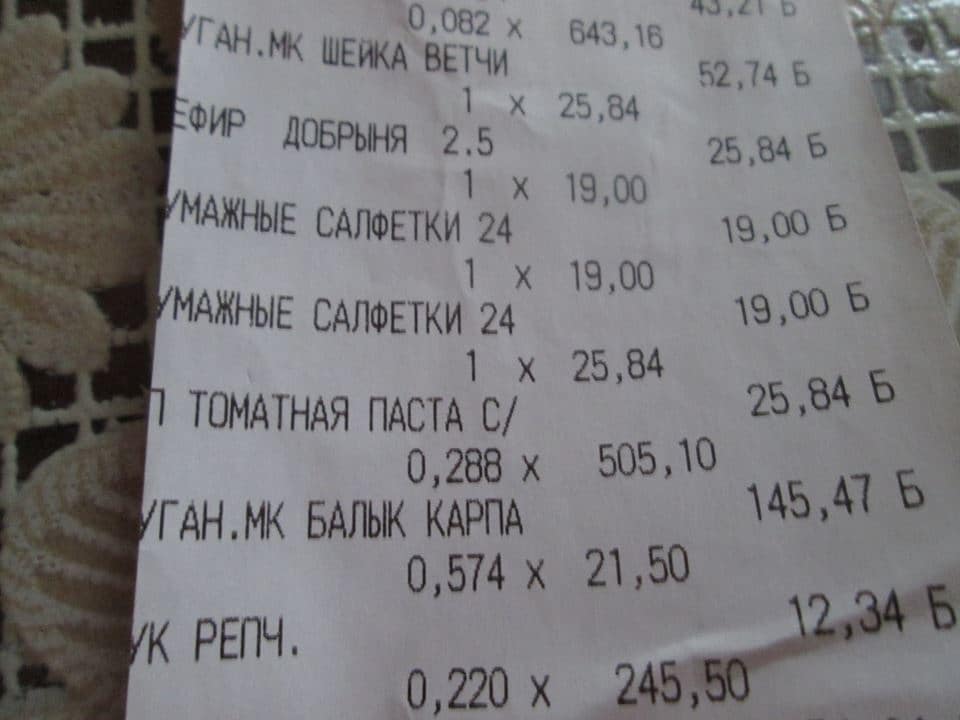 43,21 Б
0,082 x 643,16
УГАН.МК ШЕЙКА ВЕТЧИ 52,74 Б
1 x 25,84
ЕФИР ДОБРЫНЯ 2.5 25,84 Б
1 x 19,00
УМАЖНЫЕ САЛФЕТКИ 24 19,00 Б
1 x 19,00
УМАЖНЫЕ САЛФЕТКИ 24 19,00 Б
1 x 25,84
П ТОМАТНАЯ ПАСТА С/ 25,84 Б
0,288 x 505,10
УГАН.МК БАЛЫК КАРПА 145,47 Б
0,574 x 21,50
УК РЕПЧ. 12,34 Б
0,220 x 245,50